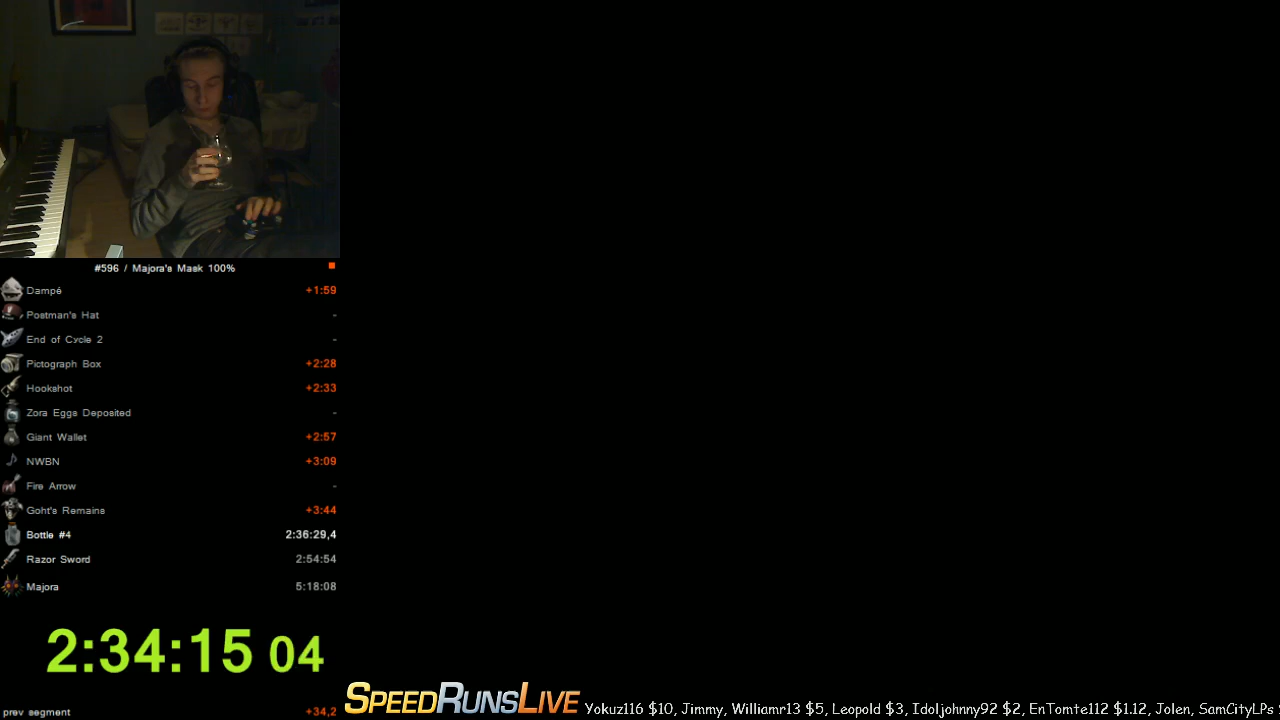 #596 / Majora's Mask 100%
Dampé +1:59
Postman's Hat -
End of Cycle 2 -
Pictograph Box +2:28
Hookshot +2:33
Zora Eggs Deposited -
Giant Wallet +2:57
NWBN +3:09
Fire Arrow -
Goht's Remains +3:44
Bottle #4 2:36:29,4
Razor Sword 2:54:54
Majora 5:18:08
2:34:15 04
prev segment +34,2
SPEEDRUNSLIVE
Yokuz116 $10, Jimmy, Williamr13 $5, Leopold $3, Idoljohnny92 $2, EnTomte112 $1.12, Jolen, SamCityLPs